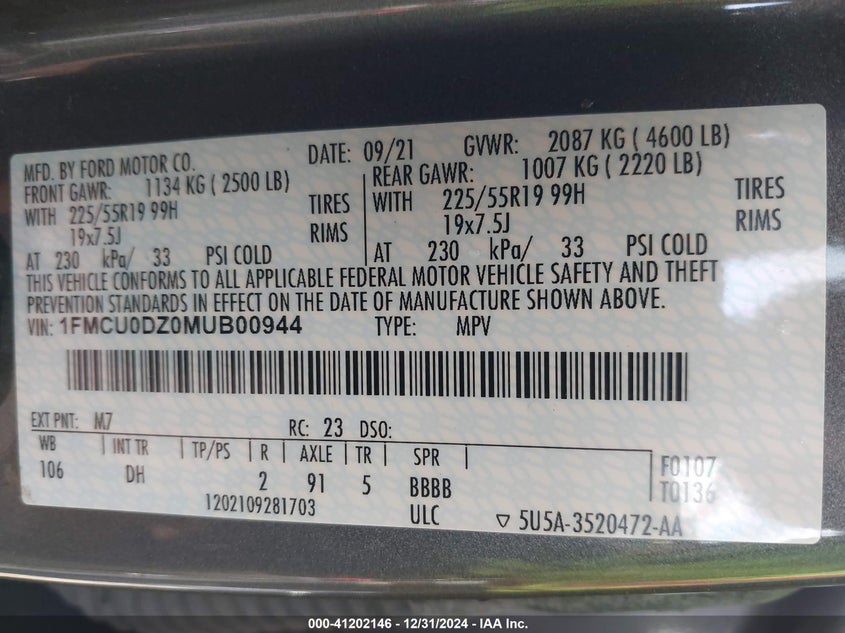 MFD. BY FORD MOTOR CO.
DATE: 09/21 GVWR: 2087 KG ( 4600 LB)
FRONT GAWR: 1134 KG ( 2500 LB)
WITH 225/55R19 99H TIRES
19x7.5J RIMS
AT 230 kPa/ 33 PSI COLD
REAR GAWR: 1007 KG ( 2220 LB)
WITH 225/55R19 99H TIRES
19x7.5J RIMS
AT 230 kPa/ 33 PSI COLD
THIS VEHICLE CONFORMS TO ALL APPLICABLE FEDERAL MOTOR VEHICLE SAFETY AND THEFT
PREVENTION STANDARDS IN EFFECT ON THE DATE OF MANUFACTURE SHOWN ABOVE.
VIN: 1FMCU0DZ0MUB00944 TYPE: MPV
EXT PNT: M7 RC: 23 DSO:
WB INT TR TP/PS R AXLE TR SPR
106 DH 2 91 5 BBBB
F0107
T0136
1202109281703 ULC ▽ 5U5A-3520472-AA
000-41202146 - 12/31/2024 - IAA Inc.